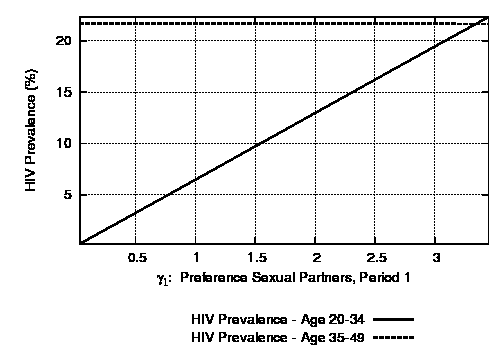 HIV Prevalence (%)
20
15
10
5
0.5 1 1.5 2 2.5 3
γ1: Preference Sexual Partners, Period 1
HIV Prevalence - Age 20-34
HIV Prevalence - Age 35-49